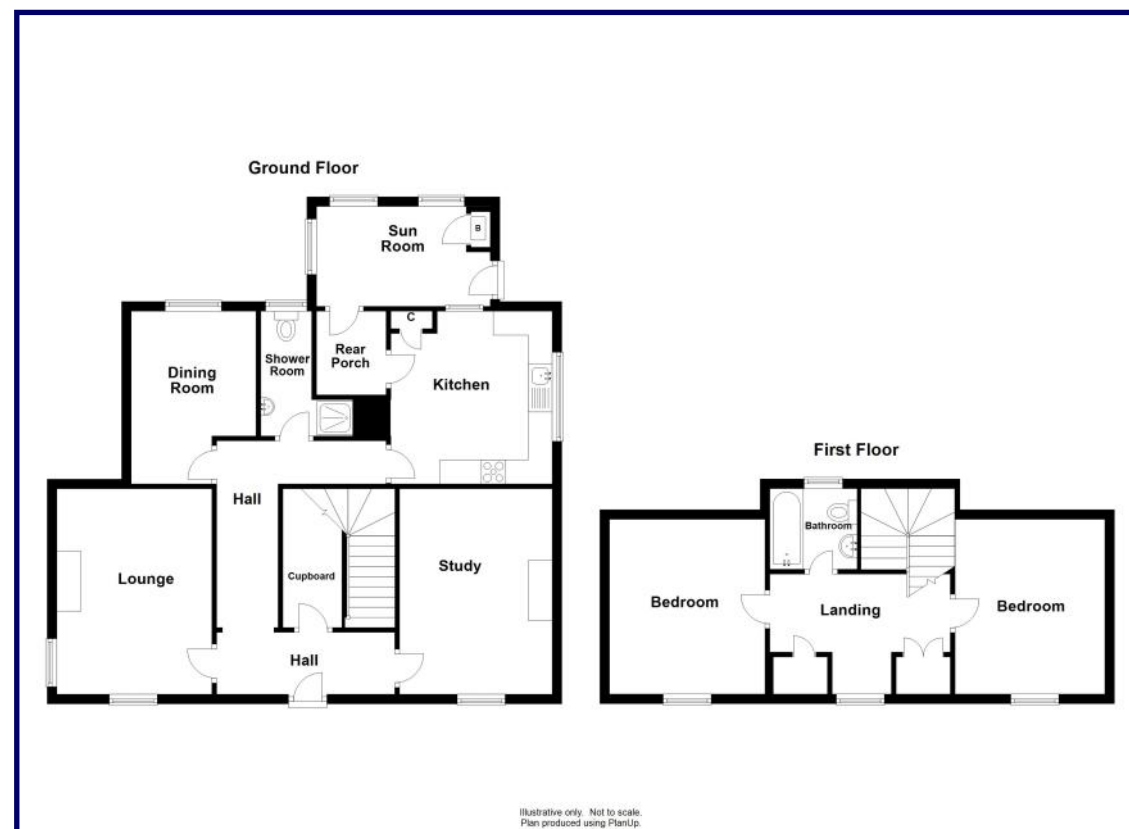 Ground Floor
Sun
Room
B
C
Rear
Porch
Shower
Room
Dining
Room
Kitchen
Hall
Lounge
Cupboard
Study
Hall
First Floor
Bathroom
Bedroom
Landing
Bedroom
Illustrative only. Not to scale.
Plan produced using PlanUp.